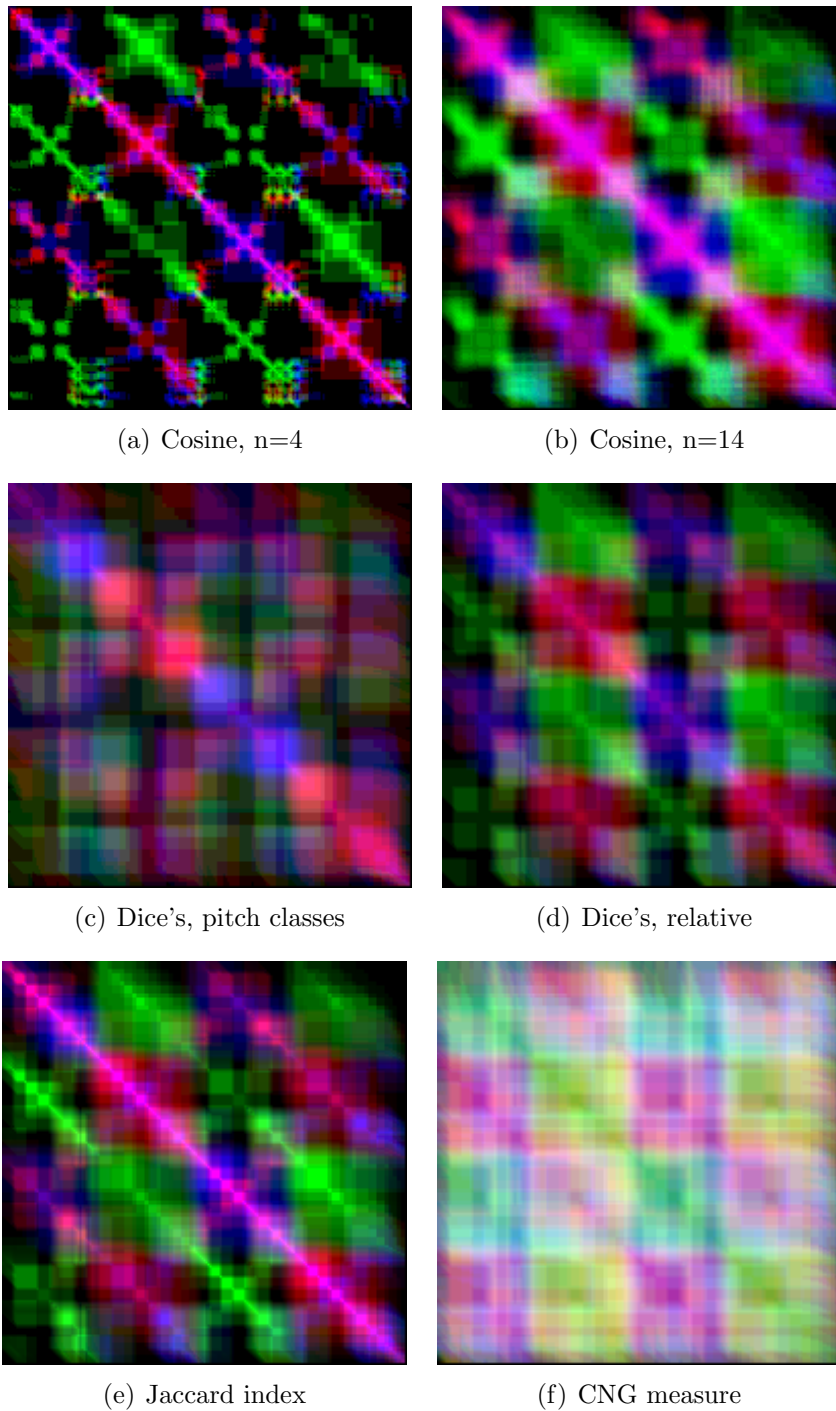 (a) Cosine, n=4
(b) Cosine, n=14
(c) Dice's, pitch classes
(d) Dice's, relative
(e) Jaccard index
(f) CNG measure